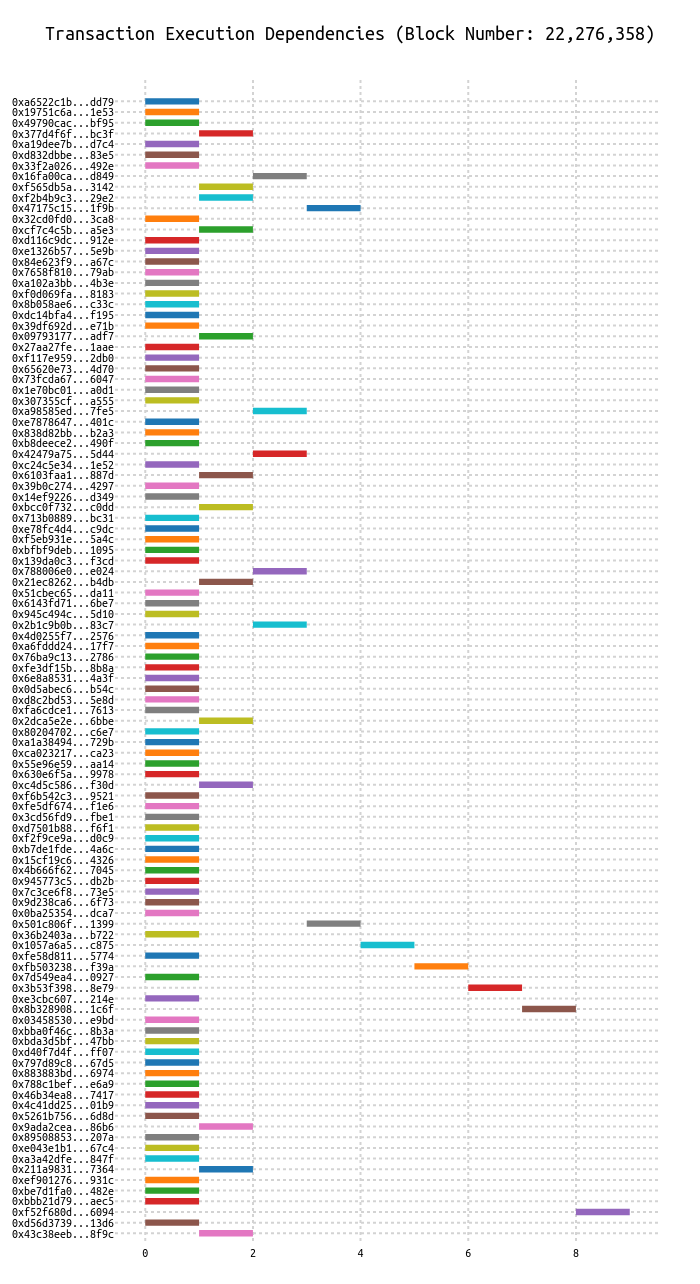 Transaction Execution Dependencies (Block Number: 22,276,358)
0xa6522c1b...dd79
0x19751c6a...1e53
0x49790cac...bf95
0x377d4f6f...bc3f
0xa19dee7b...d7c4
0xd832dbbe...83e5
0x33f2a026...492e
0x16fa00ca...d849
0xf565db5a...3142
0xf2b4b9c3...29e2
0x47175c15...1f9b
0x32cd0fd0...3ca8
0xcf7c4c5b...a5e3
0xd116c9dc...912e
0xe1326b57...5e9b
0x84e623f9...a67c
0x7658f810...79ab
0xa102a3bb...4b3e
0xf0d069fa...8183
0x8b058ae6...c33c
0xdc14bfa4...f195
0x39df692d...e71b
0x09793177...adf7
0x27aa27fe...1aae
0xf117e959...2db0
0x65620e73...4d70
0x73fcda67...6047
0x1e70bc01...a0d1
0x307355cf...a555
0xa98585ed...7fe5
0xe7878647...401c
0x838d82bb...b2a3
0xb8deece2...490f
0x42479a75...5d44
0xc24c5e34...1e52
0x6103faa1...887d
0x39b0c274...4297
0x14ef9226...d349
0xbcc0f732...c0dd
0x713b0889...bc31
0xe78fc4d4...c9dc
0xf5eb931e...5a4c
0xbfbf9deb...1095
0x139da0c3...f3cd
0x788006e0...e024
0x21ec8262...b4db
0x51cbec65...da11
0x6143fd71...6be7
0x945c494c...5d10
0x2b1c9b0b...83c7
0x4d0255f7...2576
0xa6fddd24...17f7
0x76ba9c13...2786
0xfe3df15b...8b8a
0x6e8a8531...4a3f
0x0d5abec6...b54c
0xd8c2bd53...5e8d
0xfa6cdce1...7613
0x2dca5e2e...6bbe
0x80204702...c6e7
0xa1a38494...729b
0xca023217...ca23
0x55e96e59...aa14
0x630e6f5a...9978
0xc4d5c586...f30d
0xf6b542c3...9521
0xfe5df674...f1e6
0x3cd56fd9...fbe1
0xd7501b88...f6f1
0xf2f9ce9a...d0c9
0xb7de1fde...4a6c
0x15cf19c6...4326
0x4b666f62...7045
0x945773c5...db2b
0x7c3ce6f8...73e5
0x9d238ca6...6f73
0x0ba25354...dca7
0x501c806f...1399
0x36b2403a...b722
0x1057a6a5...c875
0xfe58d811...5774
0xfb503238...f39a
0x7d549ea4...0927
0x3b53f398...8e79
0xe3cbc607...214e
0x8b328908...1c6f
0x03458530...e9bd
0xbba0f46c...8b3a
0xbda3d5bf...47bb
0xd40f7d4f...ff07
0x797d89c8...67d5
0x883883bd...6974
0x788c1bef...e6a9
0x46b34ea8...7417
0x4c41dd25...01b9
0x5261b756...6d8d
0x9ada2cea...86b6
0x89508853...207a
0xe043e1b1...67c4
0xa3a42dfe...847f
0x211a9831...7364
0xef901276...931c
0xbe7d1fa0...482e
0xbbb21d79...aec5
0xf52f680d...6094
0xd56d3739...13d6
0x43c38eeb...8f9c
0 2 4 6 8